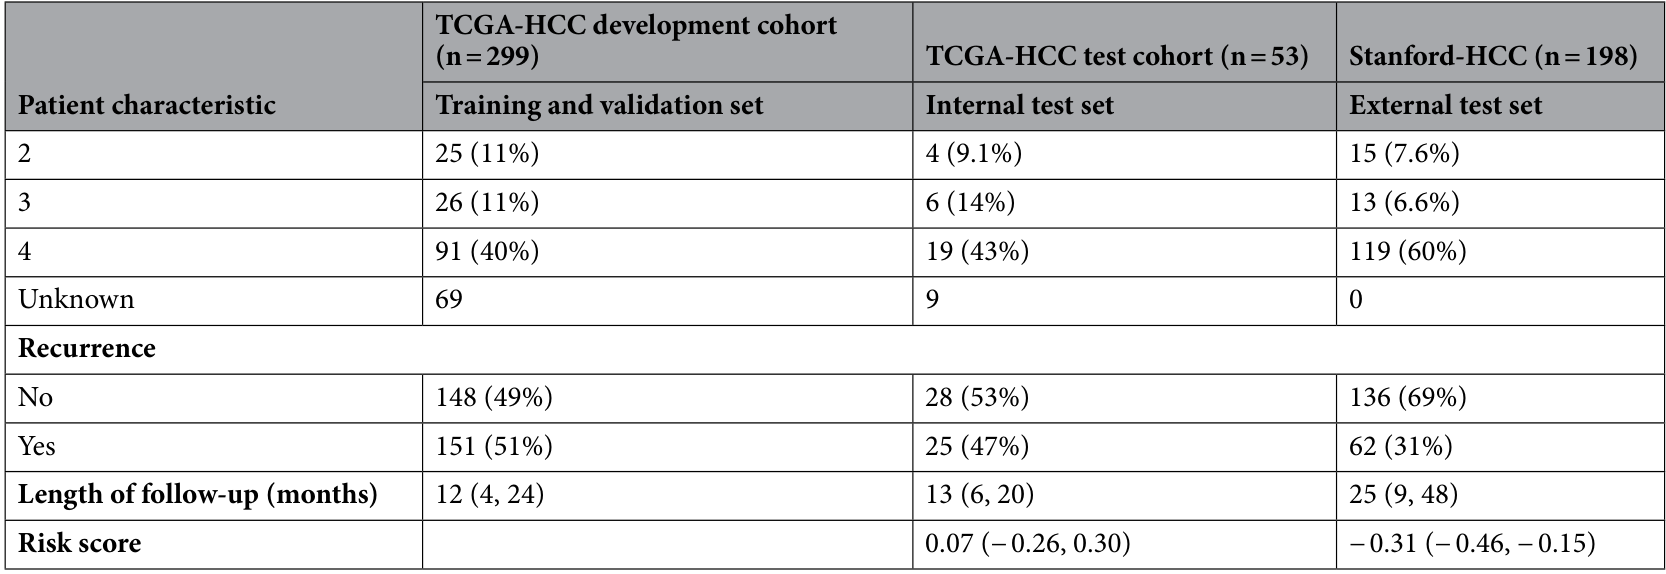 Patient characteristic
TCGA-HCC development cohort
(n = 299)
TCGA-HCC test cohort (n = 53)
Stanford-HCC (n = 198)
Training and validation set
Internal test set
External test set
2 25 (11%) 4 (9.1%) 15 (7.6%)
3 26 (11%) 6 (14%) 13 (6.6%)
4 91 (40%) 19 (43%) 119 (60%)
Unknown 69 9 0
Recurrence
No 148 (49%) 28 (53%) 136 (69%)
Yes 151 (51%) 25 (47%) 62 (31%)
Length of follow-up (months) 12 (4, 24) 13 (6, 20) 25 (9, 48)
Risk score 0.07 (− 0.26, 0.30) − 0.31 (− 0.46, − 0.15)